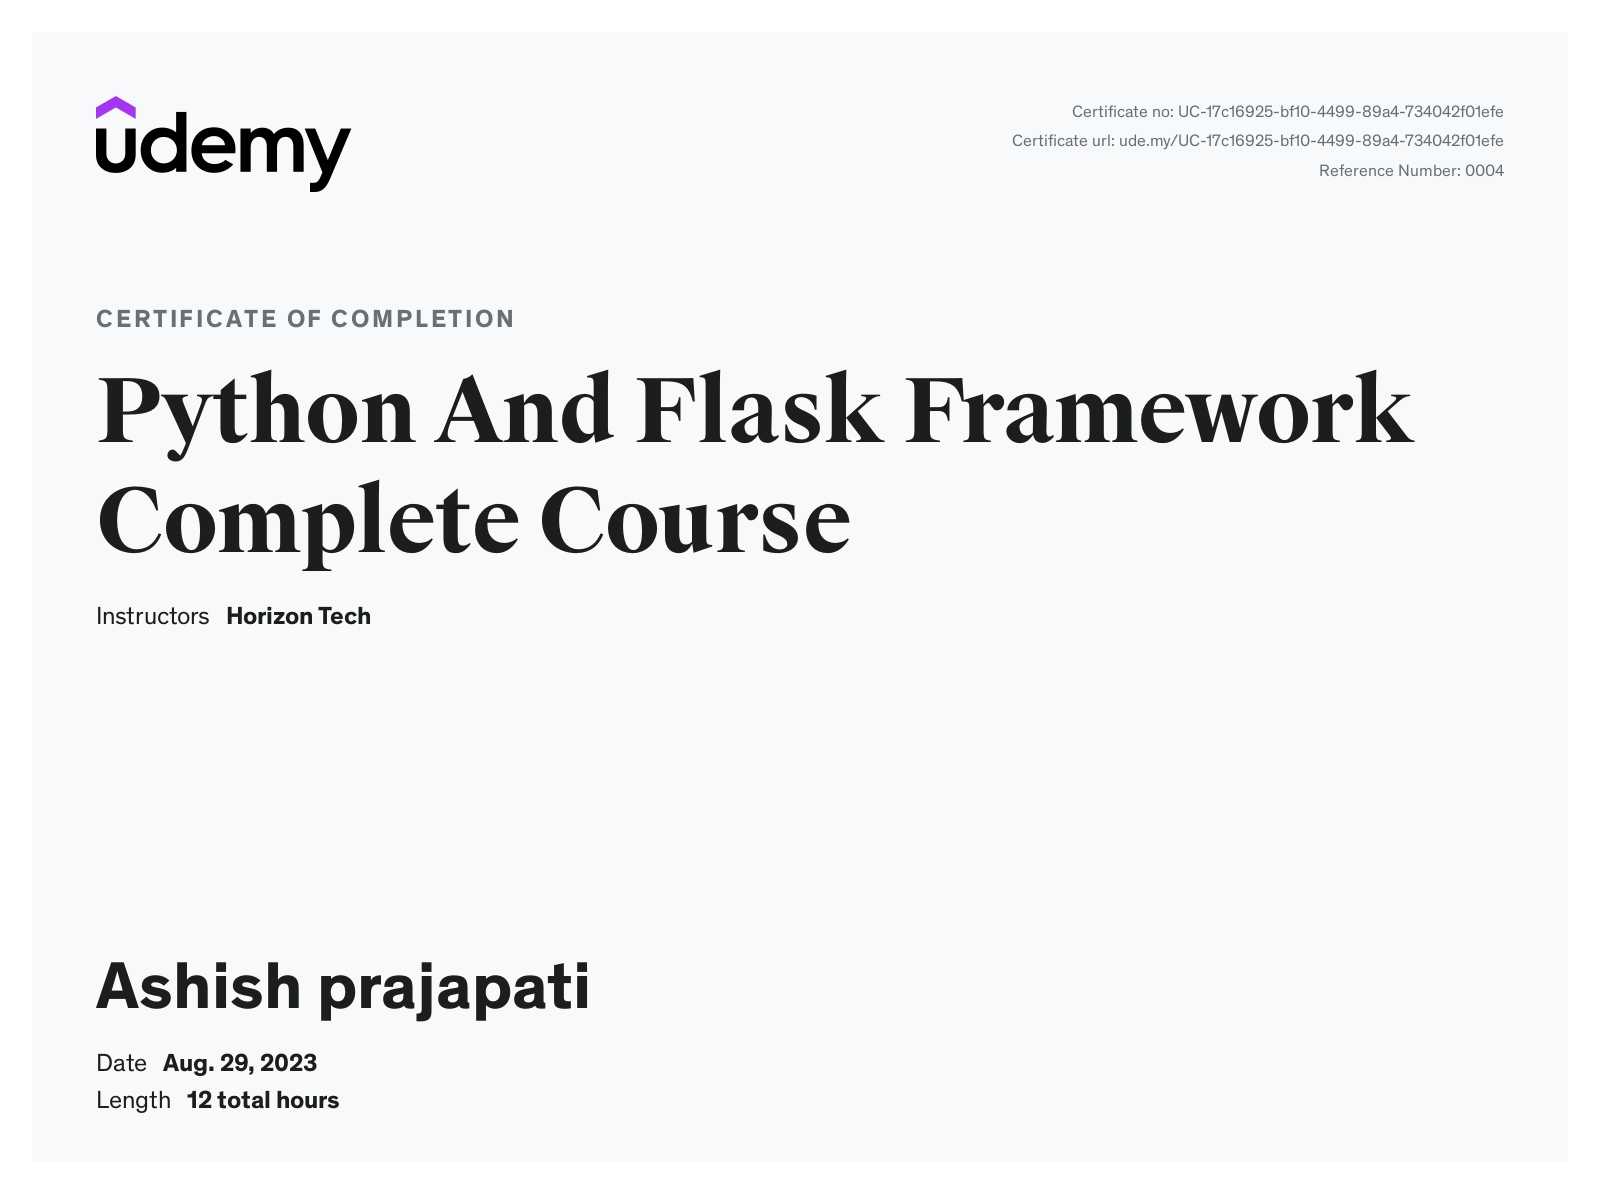 udemy
Certificate no: UC-17c16925-bf10-4499-89a4-734042f01efe
Certificate url: ude.my/UC-17c16925-bf10-4499-89a4-734042f01efe
Reference Number: 0004
CERTIFICATE OF COMPLETION
Python And Flask Framework
Complete Course
Instructors Horizon Tech
Ashish prajapati
Date Aug. 29, 2023
Length 12 total hours